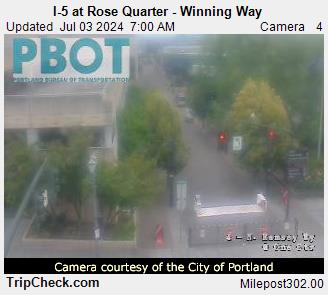 I-5 at Rose Quarter - Winning Way
Updated Jul 03 2024 7:00 AM Camera 4
PBOT
PORTLAND BUREAU OF TRANSPORTATION
Camera courtesy of the City of Portland
TripCheck.com Milepost302.00